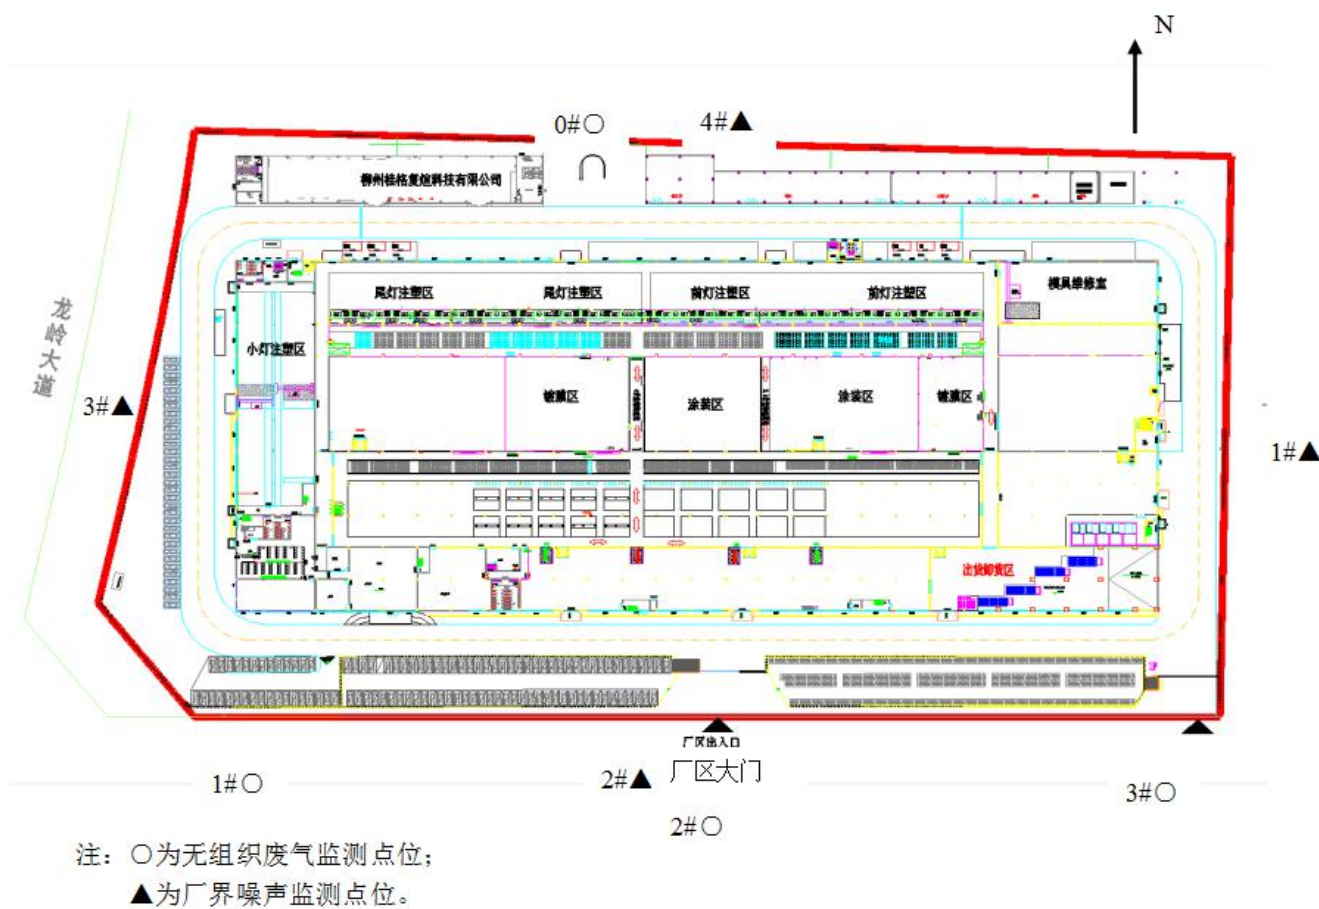 N
0#○
4#▲
柳州桂格复煊科技有限公司
尾灯注塑区
尾灯注塑区
前灯注塑区
前灯注塑区
模具维修室
龙岭大道
小灯注塑区
镀膜区
涂装区
涂装区
镀膜区
3#▲
1#▲
出货卸货区
厂区出入口
厂区大门
1#○
2#▲
3#○
2#○
注：○为无组织废气监测点位；
▲为厂界噪声监测点位。